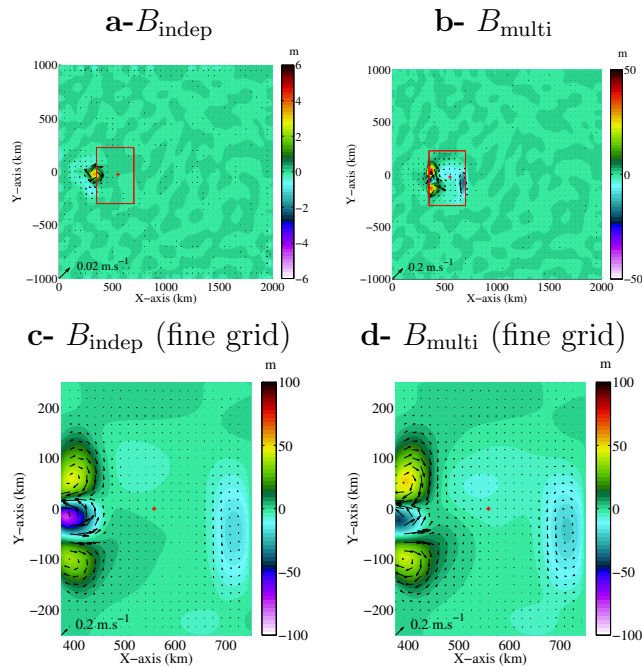 a- B_indep
b- B_multi
m
m
1000
500
0
−500
−1000
Y−axis (km)
0.02 m.s⁻¹
0 500 1000 1500 2000
X−axis (km)
6
4
2
0
−2
−4
−6
1000
500
0
−500
−1000
Y−axis (km)
0.2 m.s⁻¹
0 500 1000 1500 2000
X−axis (km)
50
0
−50
c- B_indep (fine grid)
d- B_multi (fine grid)
m
m
200
100
0
−100
−200
Y−axis (km)
0.2 m.s⁻¹
400 500 600 700
X−axis (km)
100
50
0
−50
−100
200
100
0
−100
−200
Y−axis (km)
0.2 m.s⁻¹
400 500 600 700
X−axis (km)
100
50
0
−50
−100